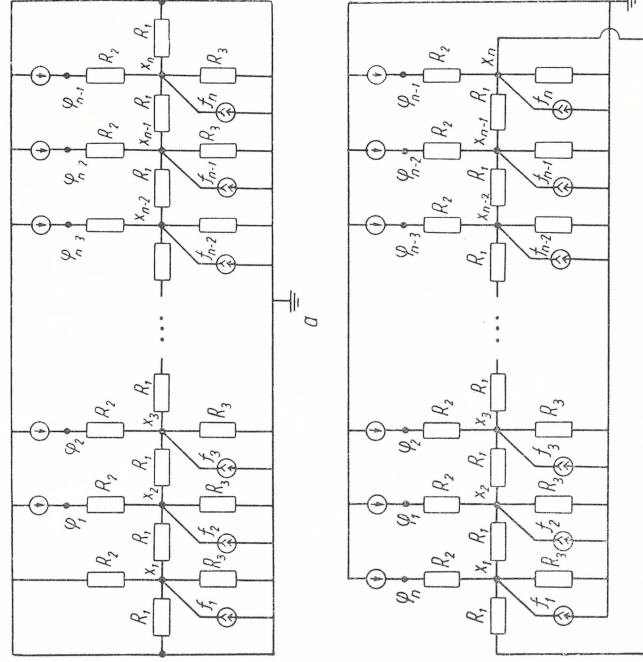 φ₁ φ₂ φₙ₋₃ φₙ₋₂ φₙ₋₁
R₂ R₂ R₂ R₂ R₂ R₂
R₁ x₁ R₁ x₂ R₁ x₃ R₁ ... xₙ₋₂ R₁ xₙ₋₁ R₁ xₙ R₁
R₃ R₃ R₃ R₃ R₃
f₁ f₂ f₃ fₙ₋₂ fₙ₋₁ fₙ
a
φₙ φ₁ φ₂ φₙ₋₃ φₙ₋₂ φₙ₋₁
R₂ R₂ R₂ R₂ R₂ R₂
R₁ x₁ R₁ x₂ R₁ x₃ R₁ ... R₁ xₙ₋₂ R₁ xₙ₋₁ R₁ xₙ
R₃ R₃ R₃
f₁ f₂ f₃ fₙ₋₂ fₙ₋₁ fₙ